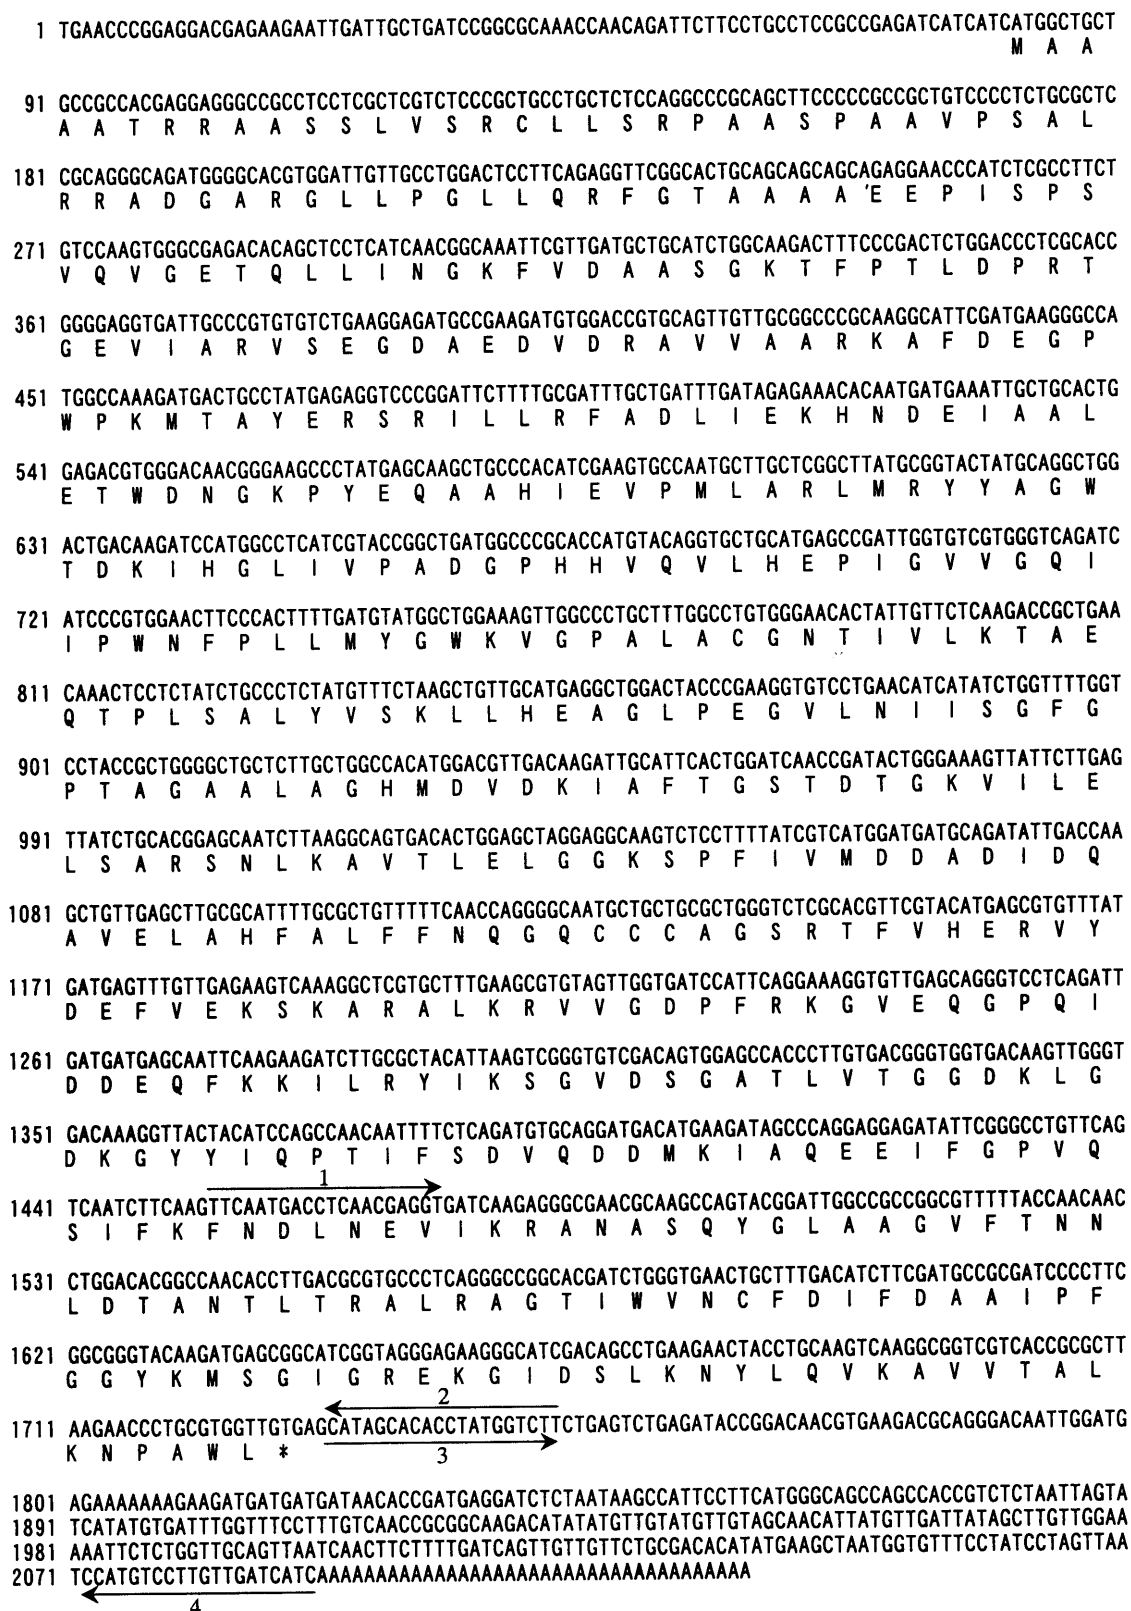 1 TGAACCCGGAGGACGAGAAGAATTGATTGCTGATCCGGCGCAAACCAACAGATTCTTCCTGCCTCCGCCGAGATCATCATCATGGCTGCT
M A A
91 GCCGCCACGAGGAGGGCCGCCTCCTCGCTCGTCTCCCGCTGCCTGCTCTCCAGGCCCGCAGCTTCCCCCGCCGCTGTCCCCTCTGCGCTC
A A T R R A A S S L V S R C L L S R P A A S P A A V P S A L
181 CGCAGGGCAGATGGGGCACGTGGATTGTTGCCTGGACTCCTTCAGAGGTTCGGCACTGCAGCAGCAGCAGAGGAACCCATCTCGCCTTCT
R R A D G A R G L L P G L L Q R F G T A A A A 'E E P I S P S
271 GTCCAAGTGGGCGAGACACAGCTCCTCATCAACGGCAAATTCGTTGATGCTGCATCTGGCAAGACTTTCCCGACTCTGGACCCTCGCACC
V Q V G E T Q L L I N G K F V D A A S G K T F P T L D P R T
361 GGGGAGGTGATTGCCCGTGTGTCTGAAGGAGATGCCGAAGATGTGGACCGTGCAGTTGTTGCGGCCCGCAAGGCATTCGATGAAGGGCCA
G E V I A R V S E G D A E D V D R A V V A A R K A F D E G P
451 TGGCCAAAGATGACTGCCTATGAGAGGTCCCGGATTCTTTTGCGATTTGCTGATTTGATAGAGAAACACAATGATGAAATTGCTGCACTG
W P K M T A Y E R S R I L L R F A D L I E K H N D E I A A L
541 GAGACGTGGGACAACGGGAAGCCCTATGAGCAAGCTGCCCACATCGAAGTGCCAATGCTTGCTCGGCTTATGCGGTACTATGCAGGCTGG
E T W D N G K P Y E Q A A H I E V P M L A R L M R Y Y A G W
631 ACTGACAAGATCCATGGCCTCATCGTACCGGCTGATGGCCCGCACCATGTACAGGTGCTGCATGAGCCGATTGGTGTCGTGGGTCAGATC
T D K I H G L I V P A D G P H H V Q V L H E P I G V V G Q I
721 ATCCCGTGGAACTTCCCACTTTTGATGTATGGCTGGAAAGTTGGCCCTGCTTTGGCCTGTGGGAACACTATTGTTCTCAAGACCGCTGAA
I P W N F P L L M Y G W K V G P A L A C G N T I V L K T A E
811 CAAACTCCTCTATCTGCCCTCTATGTTTCTAAGCTGTTGCATGAGGCTGGACTACCCGAAGGTGTCCTGAACATCATATCTGGTTTTGGT
Q T P L S A L Y V S K L L H E A G L P E G V L N I I S G F G
901 CCTACCGCTGGGGCTGCTCTTGCTGGCCACATGGACGTTGACAAGATTGCATTCACTGGATCAACCGATACTGGGAAAGTTATTCTTGAG
P T A G A A L A G H M D V D K I A F T G S T D T G K V I L E
991 TTATCTGCACGGAGCAATCTTAAGGCAGTGACACTGGAGCTAGGAGGCAAGTCTCCTTTTATCGTCATGGATGATGCAGATATTGACCAA
L S A R S N L K A V T L E L G G K S P F I V M D D A D I D Q
1081 GCTGTTGAGCTTGCGCATTTTGCGCTGTTTTTCAACCAGGGGCAATGCTGCTGCGCTGGGTCTCGCACGTTCGTACATGAGCGTGTTTAT
A V E L A H F A L F F N Q G Q C C C A G S R T F V H E R V Y
1171 GATGAGTTTGTTGAGAAGTCAAAGGCTCGTGCTTTGAAGCGTGTAGTTGGTGATCCATTCAGGAAAGGTGTTGAGCAGGGTCCTCAGATT
D E F V E K S K A R A L K R V V G D P F R K G V E Q G P Q I
1261 GATGATGAGCAATTCAAGAAGATCTTGCGCTACATTAAGTCGGGTGTCGACAGTGGAGCCACCCTTGTGACGGGTGGTGACAAGTTGGGT
D D E Q F K K I L R Y I K S G V D S G A T L V T G G D K L G
1351 GACAAAGGTTACTACATCCAGCCAACAATTTTCTCAGATGTGCAGGATGACATGAAGATAGCCCAGGAGGAGATATTCGGGCCTGTTCAG
D K G Y Y I Q P T I F S D V Q D D M K I A Q E E I F G P V Q
1
1441 TCAATCTTCAAGTTCAATGACCTCAACGAGGTGATCAAGAGGGCGAACGCAAGCCAGTACGGATTGGCCGCCGGCGTTTTTACCAACAAC
S I F K F N D L N E V I K R A N A S Q Y G L A A G V F T N N
1531 CTGGACACGGCCAACACCTTGACGCGTGCCCTCAGGGCCGGCACGATCTGGGTGAACTGCTTTGACATCTTCGATGCCGCGATCCCCTTC
L D T A N T L T R A L R A G T I W V N C F D I F D A A I P F
1621 GGCGGGTACAAGATGAGCGGCATCGGTAGGGAGAAGGGCATCGACAGCCTGAAGAACTACCTGCAAGTCAAGGCGGTCGTCACCGCGCTT
G G Y K M S G I G R E K G I D S L K N Y L Q V K A V V T A L
2
1711 AAGAACCCTGCGTGGTTGTGAGCATAGCACACCTATGGTCTTCTGAGTCTGAGATACCGGACAACGTGAAGACGCAGGGACAATTGGATG
K N P A W L *
3
1801 AGAAAAAAAGAAGATGATGATGATAACACCGATGAGGATCTCTAATAAGCCATTCCTTCATGGGCAGCCAGCCACCGTCTCTAATTAGTA
1891 TCATATGTGATTTGGTTTCCTTTGTCAACCGCGGCAAGACATATATGTTGTATGTTGTAGCAACATTATGTTGATTATAGCTTGTTGGAA
1981 AAATTCTCTGGTTGCAGTTAATCAACTTCTTTTGATCAGTTGTTGTTCTGCGACACATATGAAGCTAATGGTGTTTCCTATCCTAGTTAA
2071 TCCATGTCCTTGTTGATCATCAAAAAAAAAAAAAAAAAAAAAAAAAAAAAAAAAAAA
4